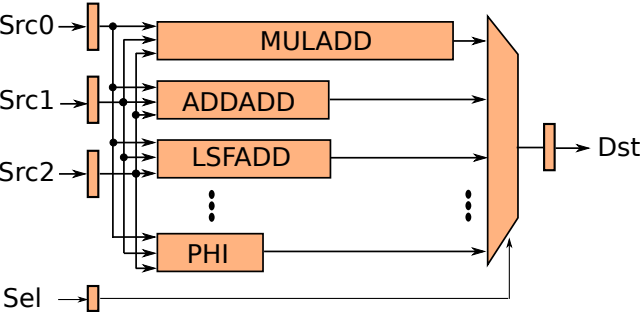 Src0
MULADD
Src1
ADDADD
LSFADD
Dst
Src2
PHI
Sel